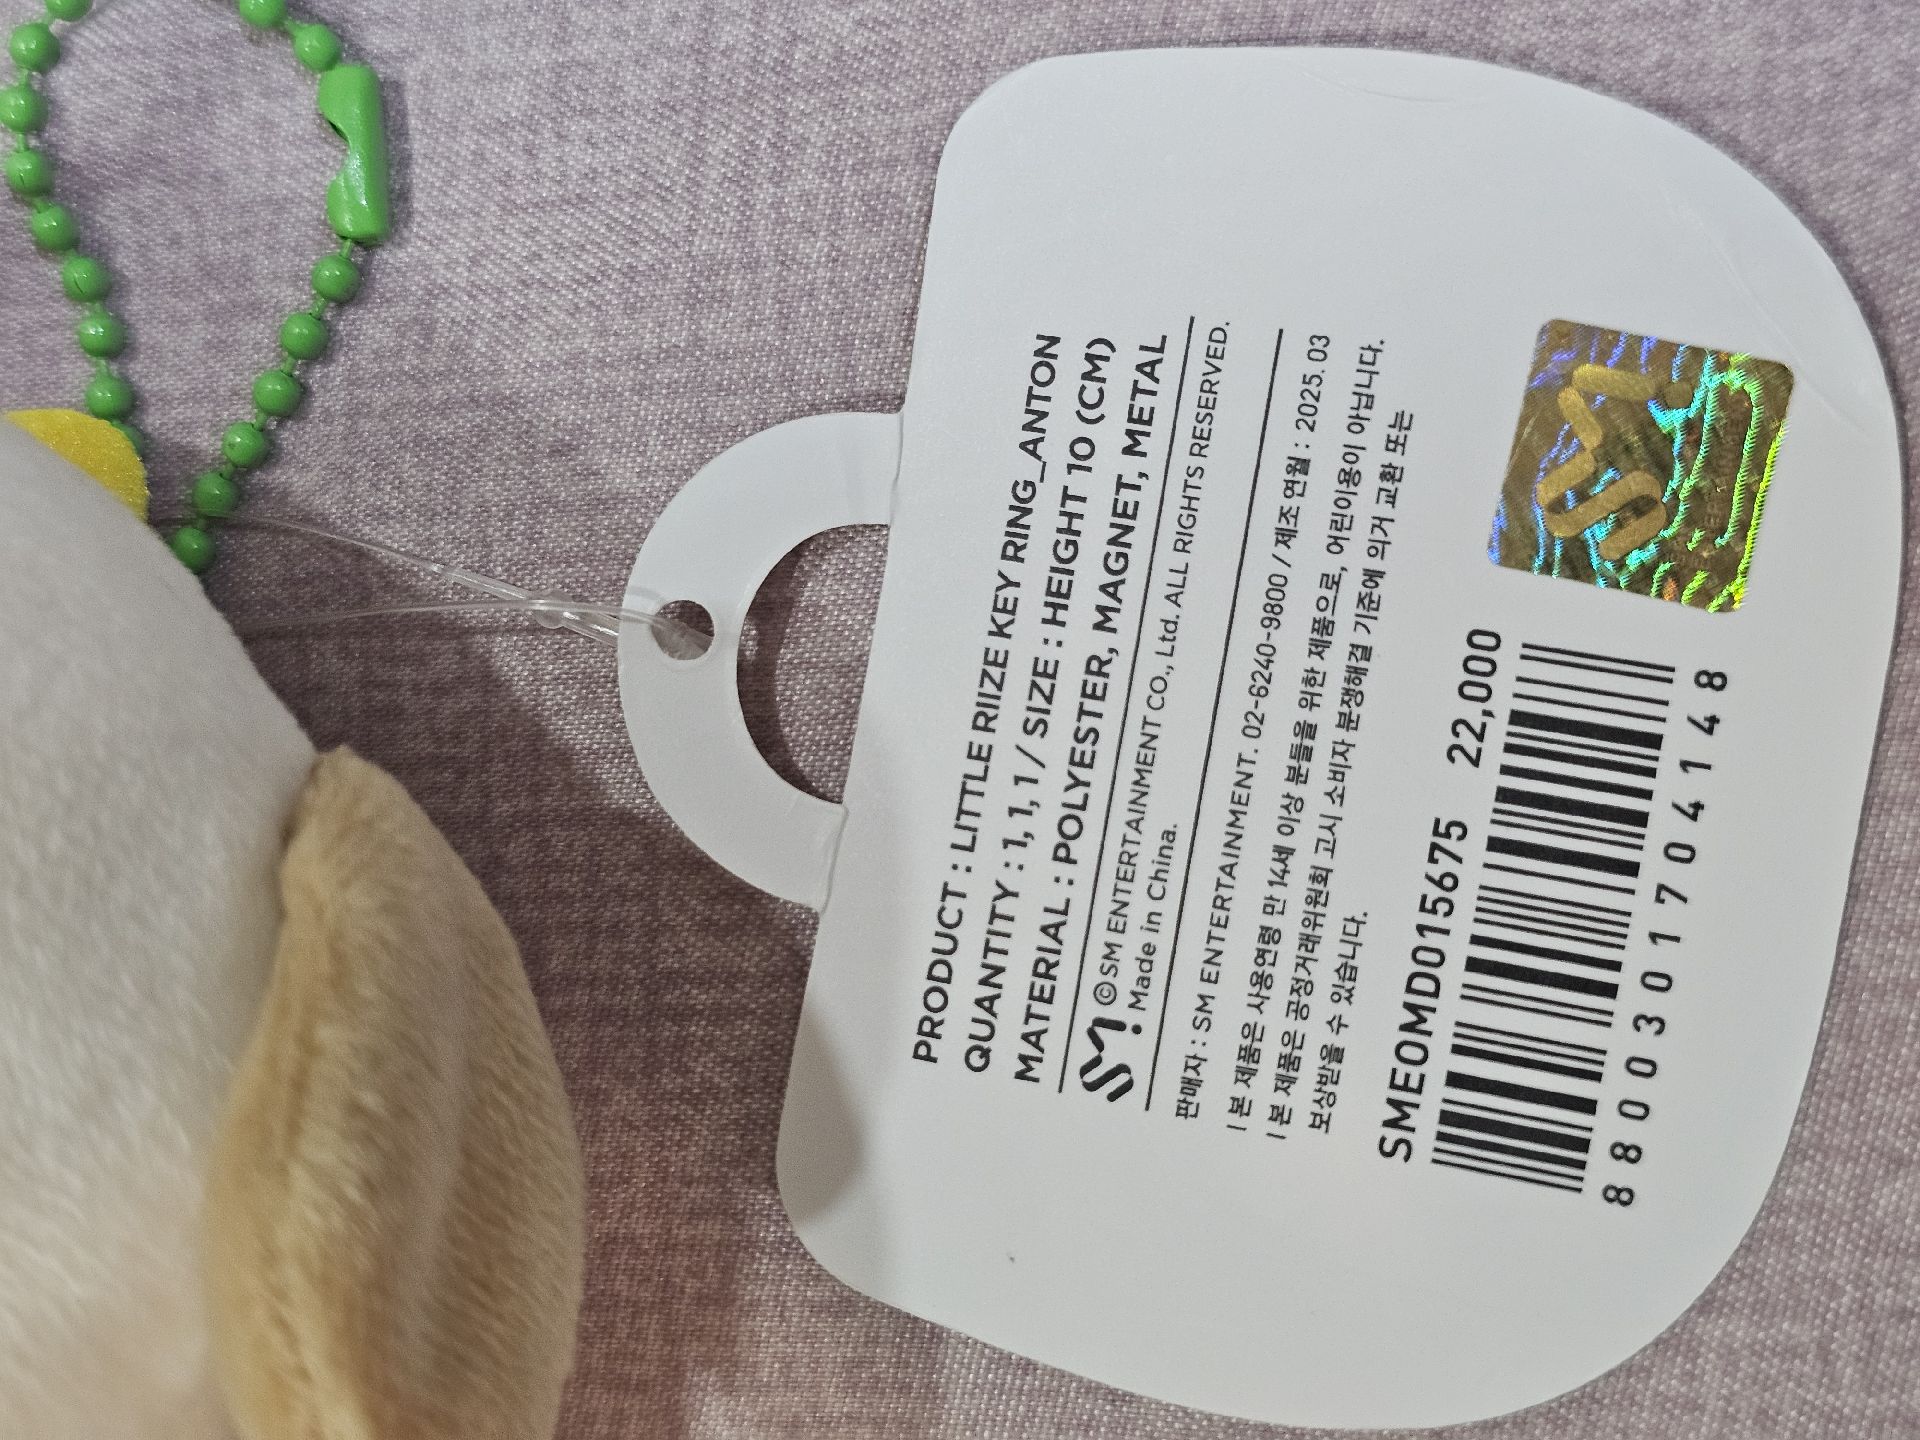 PRODUCT : LITTLE RIIZE KEY RING_ANTON
QUANTITY : 1, 1, 1 / SIZE : HEIGHT 10 (CM)
MATERIAL : POLYESTER, MAGNET, METAL
SM ⓒSM ENTERTAINMENT CO., Ltd. ALL RIGHTS RESERVED.
Made in China.
판매자 : SM ENTERTAINMENT. 02-6240-9800 / 제조 연월 : 2025. 03
| 본 제품은 사용연령 만 14세 이상 분들을 위한 제품으로, 어린이용이 아닙니다.
| 본 제품은 공정거래위원회 고시 소비자 분쟁해결 기준에 의거 교환 또는
보상받을 수 있습니다.
SMEOMD015675 22,000
8800301704148
SM